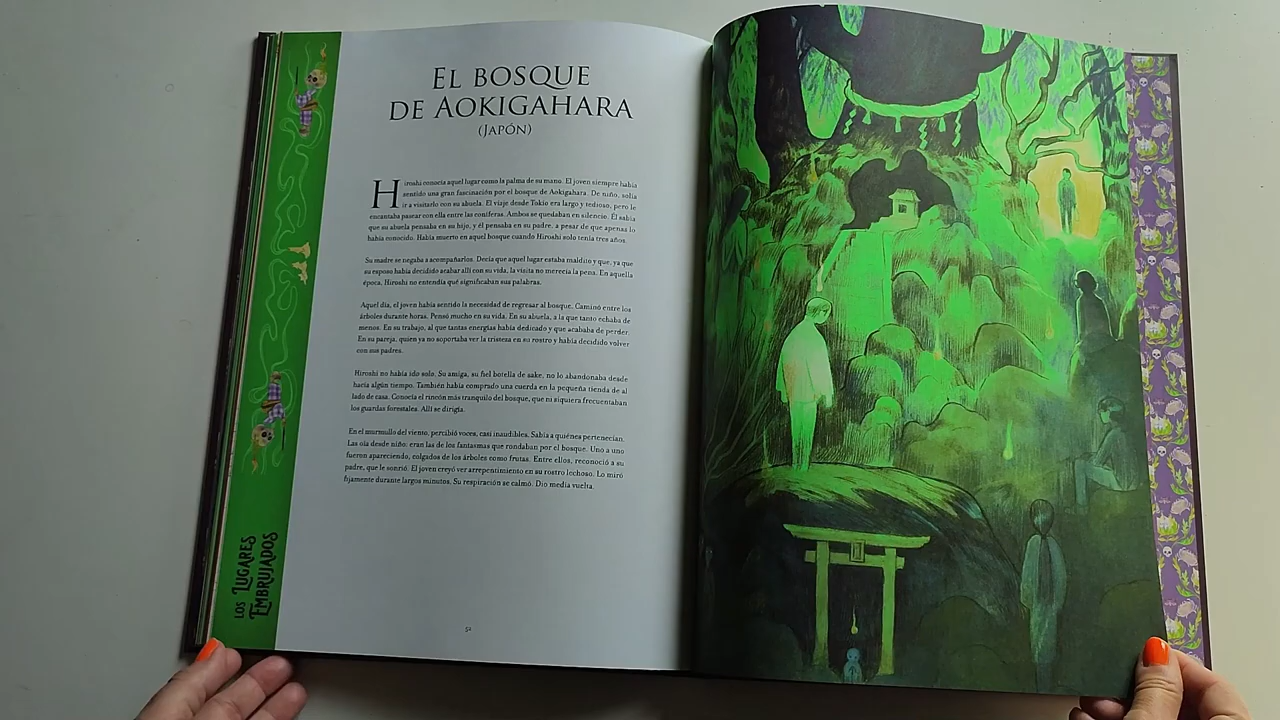 EL BOSQUE
DE AOKIGAHARA
(JAPÓN)
Hiroshi conocía aquel lugar como la palma de su mano. El joven siempre había
sentido una gran fascinación por el bosque de Aokigahara. De niño, solía
ir a visitarlo con su abuela. El viaje desde Tokio era largo y tedioso, pero le
encantaba pasear con ella entre las coníferas. Ambos se quedaban en silencio. Él sabía
que su abuela pensaba en su hijo, y él pensaba en su padre, a pesar de que apenas lo
había conocido. Había muerto en aquel bosque cuando Hiroshi solo tenía tres años.
Su madre se negaba a acompañarlos. Decía que aquel lugar estaba maldito y que, ya que
su esposo había decidido acabar allí con su vida, la visita no merecía la pena. En aquella
época, Hiroshi no entendía qué significaban sus palabras.
Aquel día, el joven había sentido la necesidad de regresar al bosque. Caminó entre los
árboles durante horas. Pensó mucho en su vida. En su abuela, a la que tanto echaba de
menos. En su trabajo, al que tantas energías había dedicado y que acababa de perder.
En su pareja, quien ya no soportaba ver la tristeza en su rostro y había decidido volver
con sus padres.
Hiroshi no había ido solo. Su amiga, su fiel botella de sake, no lo abandonaba desde
hacía algún tiempo. También había comprado una cuerda en la pequeña tienda de al
lado de casa. Conocía el rincón más tranquilo del bosque, que ni siquiera frecuentaban
los guardas forestales. Allí se dirigía.
En el murmullo del viento, percibió voces, casi inaudibles. Sabía a quiénes pertenecían.
Las oía desde niño: eran las de los fantasmas que rondaban por el bosque. Uno a uno
fueron apareciendo, colgados de los árboles como frutas. Entre ellos, reconoció a su
padre, que le sonrió. El joven creyó ver arrepentimiento en su rostro lechoso. Lo miró
fijamente durante largos minutos. Su respiración se calmó. Dio media vuelta.
52
LOS LUGARES
EMBRUJADOS